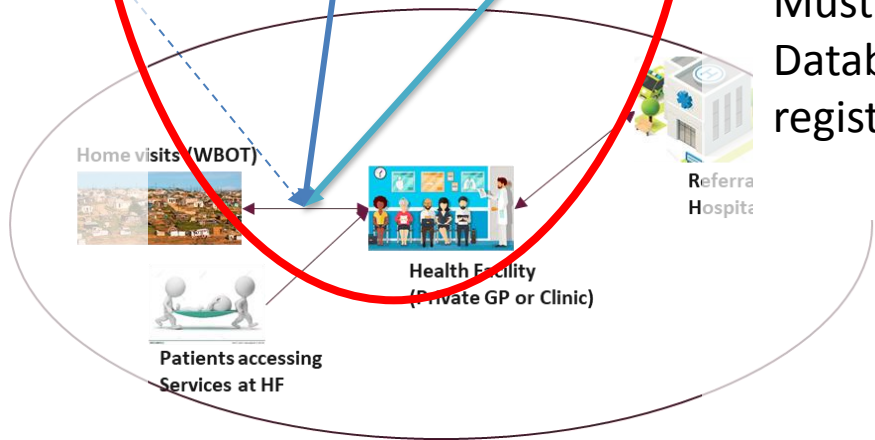 Must
Datab
regist
Home visits (WBOT)
Referra
Hospita
Health Facility
(Private GP or Clinic)
Patients accessing
Services at HF